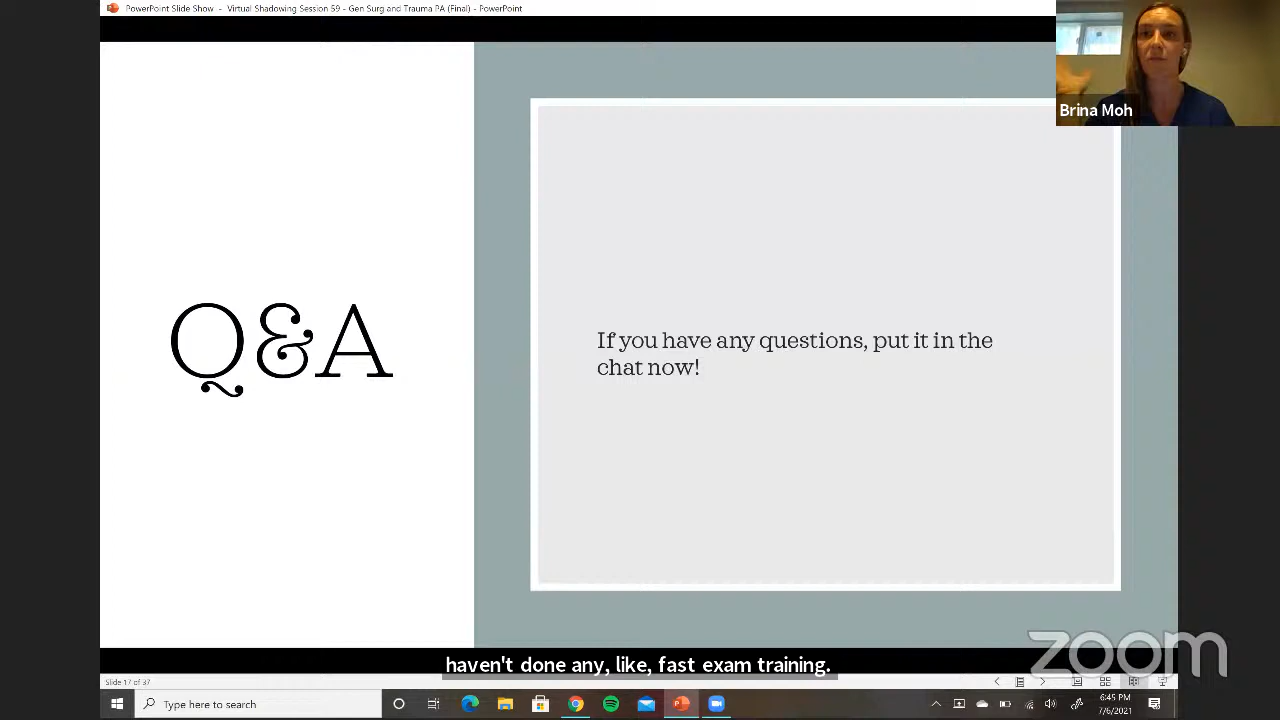 PowerPoint Slide Show - Virtual Shadowing Session 59 - Gen Surg and Trauma PA (Final) - PowerPoint
Brina Moh
Q&A
If you have any questions, put it in the
chat now!
zoom
haven't done any, like, fast exam training.
Slide 17 of 37
Type here to search
6:45 PM
7/6/2021